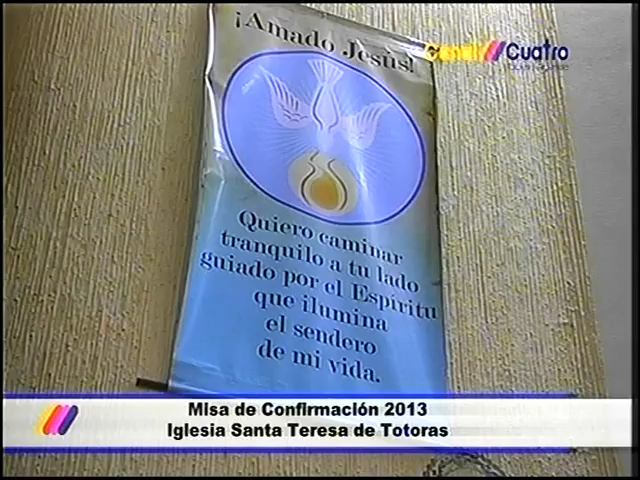 ¡Amado Jesús!
Canal Cuatro
Quiero caminar
tranquilo a tu lado
guiado por el Espíritu
que ilumina
el sendero
de mi vida.
Misa de Confirmación 2013
Iglesia Santa Teresa de Totoras